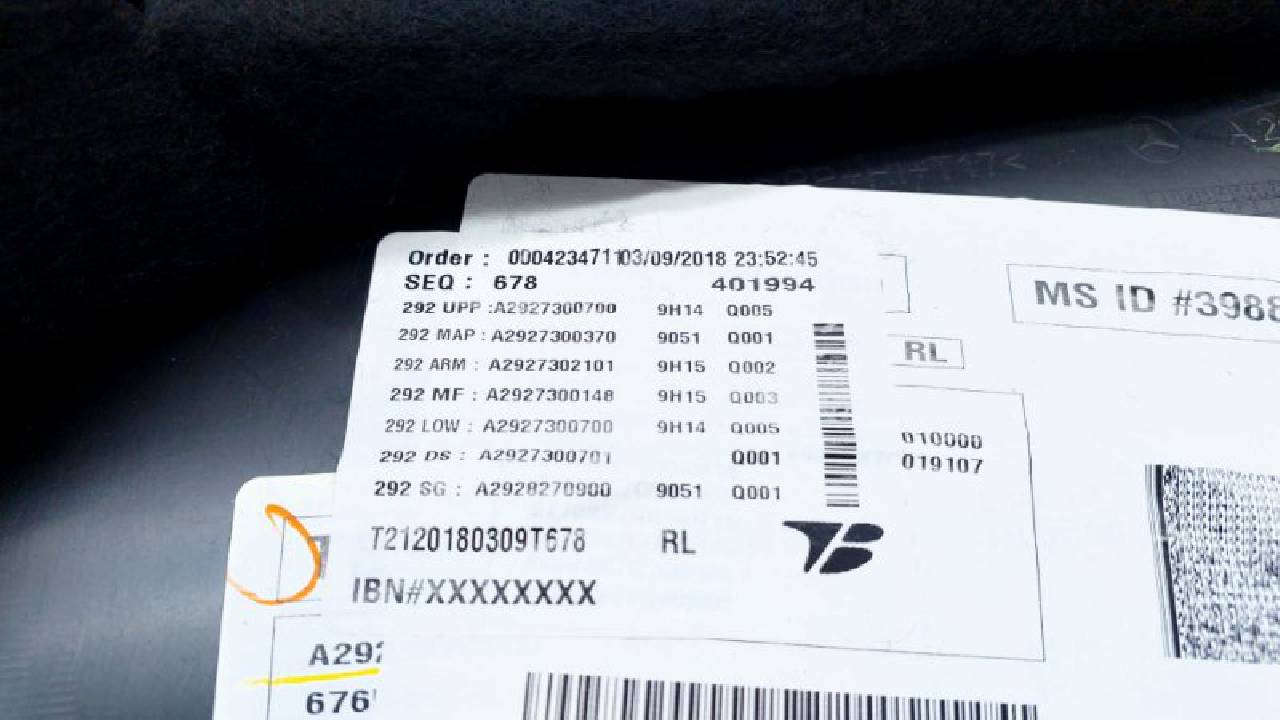 Order : 000423471103/09/2018 23:52:45
SEQ : 678 401994
292 UPP :A2927300700 9H14 Q005
292 MAP : A2927300370 9051 Q001
292 ARM : A2927302101 9H15 Q002
292 MF : A2927300148 9H15 Q003
292 LOW : A2927300700 9H14 Q005
292 DS : A2927300701 Q001
292 SG : A2928270900 9051 Q001
T2120180309T678 RL
IBN#XXXXXXXX
MS ID #3988
RL
010000
019107
A292
676